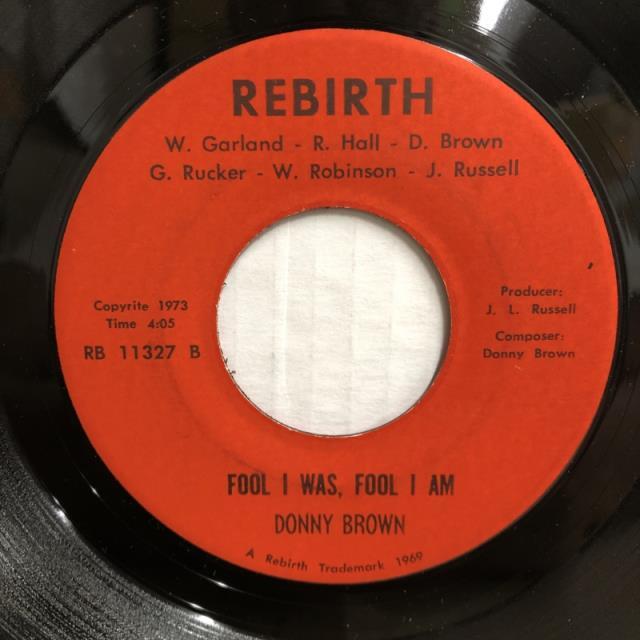 REBIRTH
W. Garland - R. Hall - D. Brown
G. Rucker - W. Robinson - J. Russell
Copyrite 1973
Time 4:05
RB 11327 B
Producer:
J. L. Russell
Composer:
Donny Brown
FOOL I WAS, FOOL I AM
DONNY BROWN
A Rebirth Trademark 1969